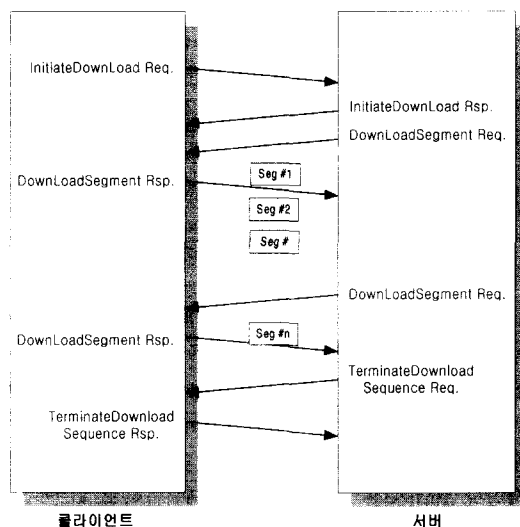 InitiateDownLoad Req.
InitiateDownLoad Rsp.
DownLoadSegment Req.
DownLoadSegment Rsp.
Seg #1
Seg #2
Seg #
DownLoadSegment Req.
DownLoadSegment Rsp.
Seg #n
TerminateDownload
Sequence Req.
TerminateDownload
Sequence Rsp.
클라이언트
서버